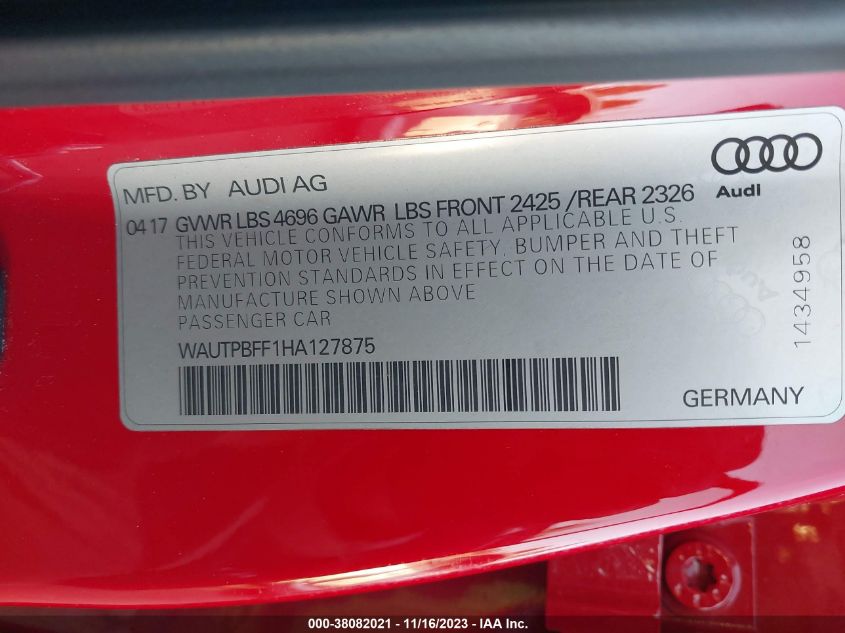 MFD. BY AUDI AG
Audi
04 17 GVWR LBS 4696 GAWR LBS FRONT 2425 /REAR 2326
THIS VEHICLE CONFORMS TO ALL APPLICABLE U.S.
FEDERAL MOTOR VEHICLE SAFETY, BUMPER AND THEFT
PREVENTION STANDARDS IN EFFECT ON THE DATE OF
MANUFACTURE SHOWN ABOVE
PASSENGER CAR
WAUTPBFF1HA127875
GERMANY
1434958
000-38082021 - 11/16/2023 - IAA Inc.